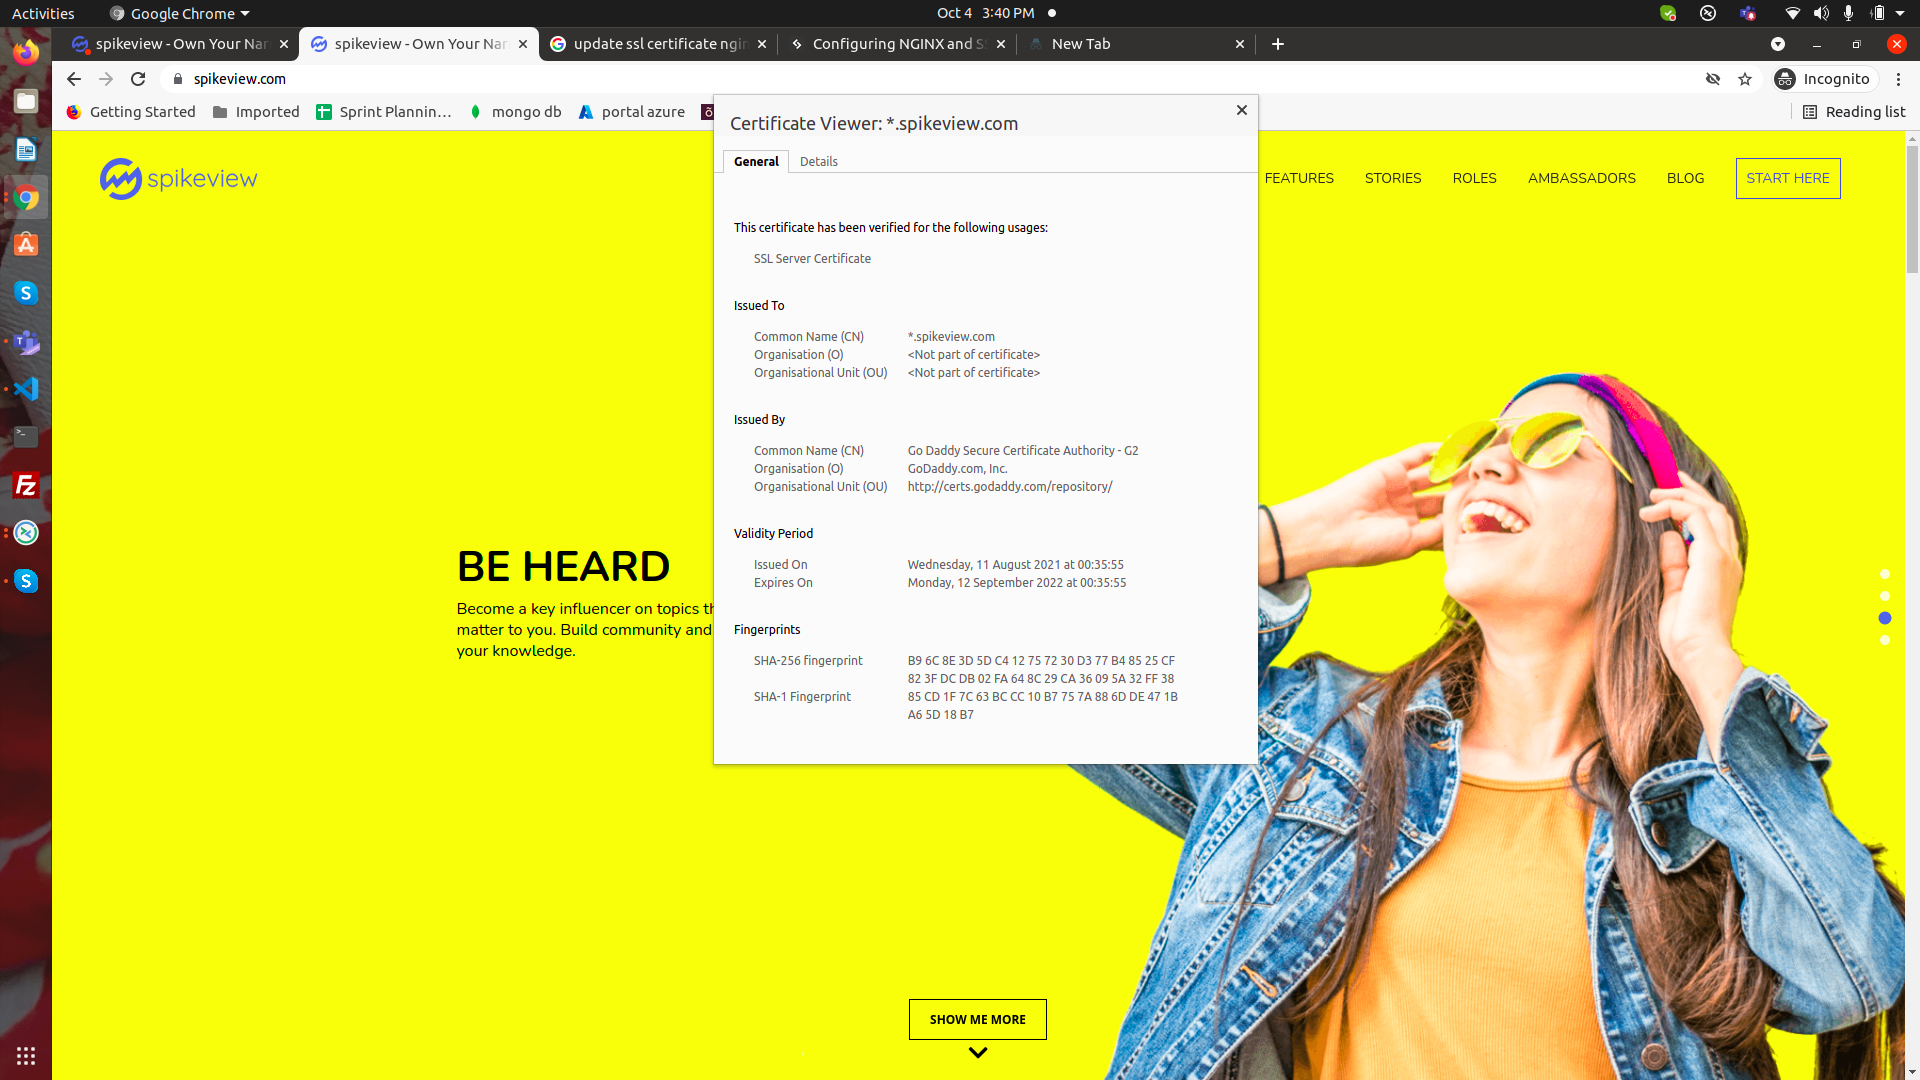 Activities
Google Chrome
Oct 4 3:40 PM
spikeview - Own Your Nar
spikeview - Own Your Nar
update ssl certificate ngin
Configuring NGINX and SS
New Tab
spikeview.com
Incognito
Getting Started
Imported
Sprint Plannin…
mongo db
portal azure
Reading list
Certificate Viewer: *.spikeview.com
General
Details
This certificate has been verified for the following usages:
SSL Server Certificate
Issued To
Common Name (CN) *.spikeview.com
Organisation (O) <Not part of certificate>
Organisational Unit (OU) <Not part of certificate>
Issued By
Common Name (CN) Go Daddy Secure Certificate Authority - G2
Organisation (O) GoDaddy.com, Inc.
Organisational Unit (OU) http://certs.godaddy.com/repository/
Validity Period
Issued On Wednesday, 11 August 2021 at 00:35:55
Expires On Monday, 12 September 2022 at 00:35:55
Fingerprints
SHA-256 fingerprint B9 6C 8E 3D 5D C4 12 75 72 30 D3 77 B4 85 25 CF
82 3F DC DB 02 FA 64 8C 29 CA 36 09 5A 32 FF 38
SHA-1 Fingerprint 85 CD 1F 7C 63 BC CC 10 B7 75 7A 88 6D DE 47 1B
A6 5D 18 B7
spikeview
FEATURES
STORIES
ROLES
AMBASSADORS
BLOG
START HERE
BE HEARD
Become a key influencer on topics th
matter to you. Build community and
your knowledge.
SHOW ME MORE